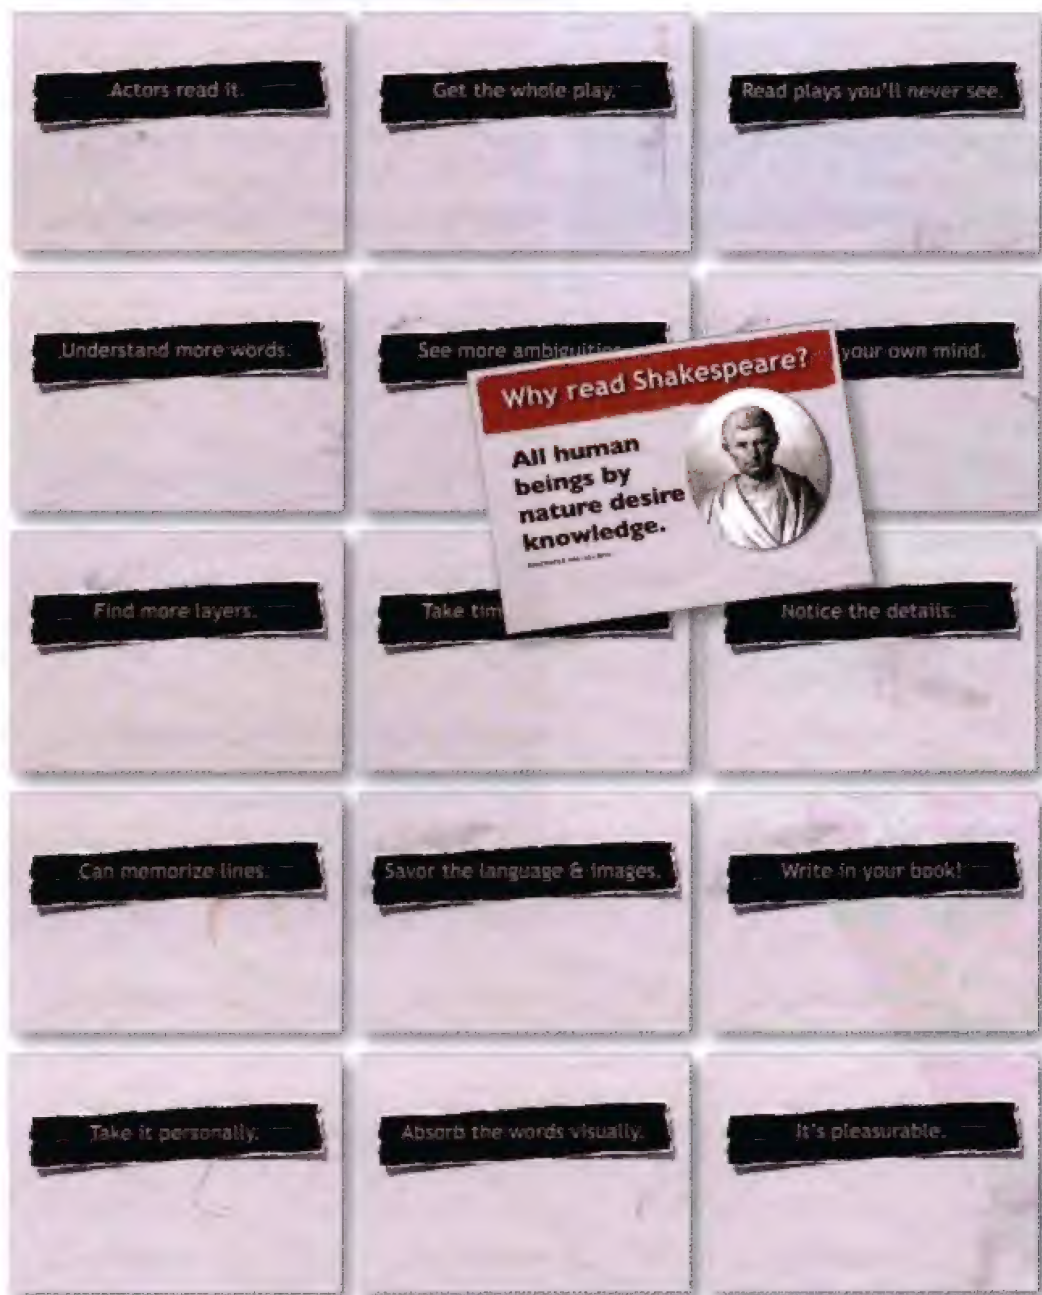 Actors read it.
Get the whole play.
Read plays you'll never see.
Understand more words.
See more ambiguities
your own mind.
Why read Shakespeare?
All human
beings by
nature desire
knowledge.
Find more layers.
Take tim
Notice the details.
Can memorize lines.
Savor the language & images.
Write in your book!
Take it personally.
Absorb the words visually.
It's pleasurable.